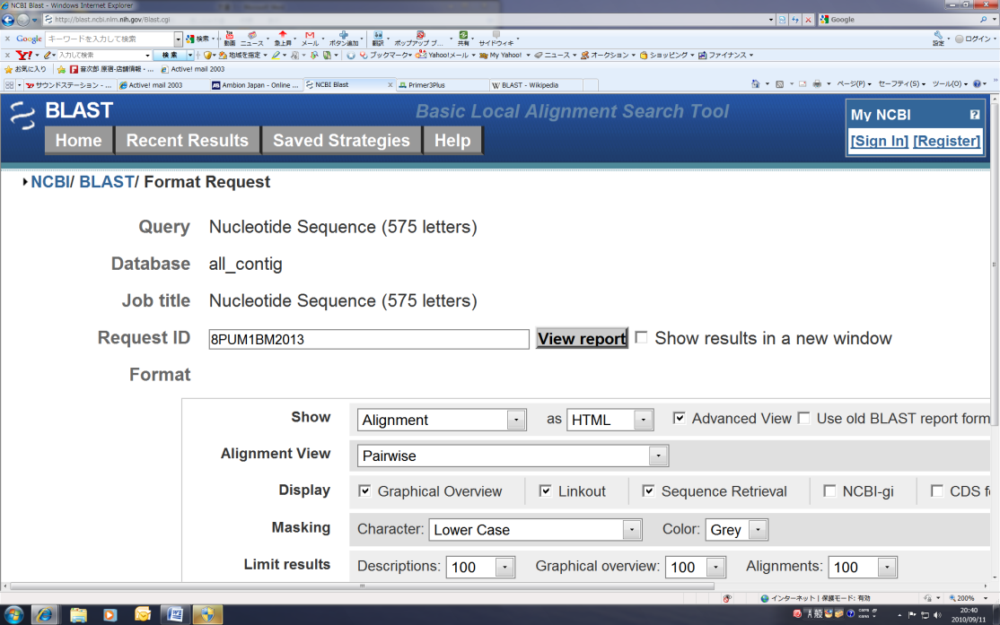 NCBI Blast - Windows Internet Explorer
http://blast.ncbi.nlm.nih.gov/Blast.cgi
Google
Google キーワードを入力して検索 検索 動画 ニュース 急上昇 メール ボタン追加 翻訳 ポップアップ ブ... 共有 サイドウィキ 設定 ログイン
Y! 入力して検索 検索 地域を指定 ブックマーク Yahoo!メール My Yahoo! ニュース オークション ショッピング ファイナンス
お気に入り 音次郎 原宿-店舗情報・... Active! mail 2003
サウンドステーション - ... Active! mail 2003 Ambion Japan - Online ... NCBI Blast x Primer3Plus BLAST - Wikipedia ページ(P) セーフティ(S) ツール(O)
BLAST
Basic Local Alignment Search Tool
My NCBI ?
[Sign In] [Register]
Home Recent Results Saved Strategies Help
NCBI/ BLAST/ Format Request
Query Nucleotide Sequence (575 letters)
Database all_contig
Job title Nucleotide Sequence (575 letters)
Request ID 8PUM1BM2013 View report Show results in a new window
Format
Show Alignment as HTML Advanced View Use old BLAST report form
Alignment View Pairwise
Display Graphical Overview Linkout Sequence Retrieval NCBI-gi CDS f
Masking Character: Lower Case Color: Grey
Limit results Descriptions: 100 Graphical overview: 100 Alignments: 100
インターネット | 保護モード: 有効 200%
A 般 CAPS
20:40
2010/09/11